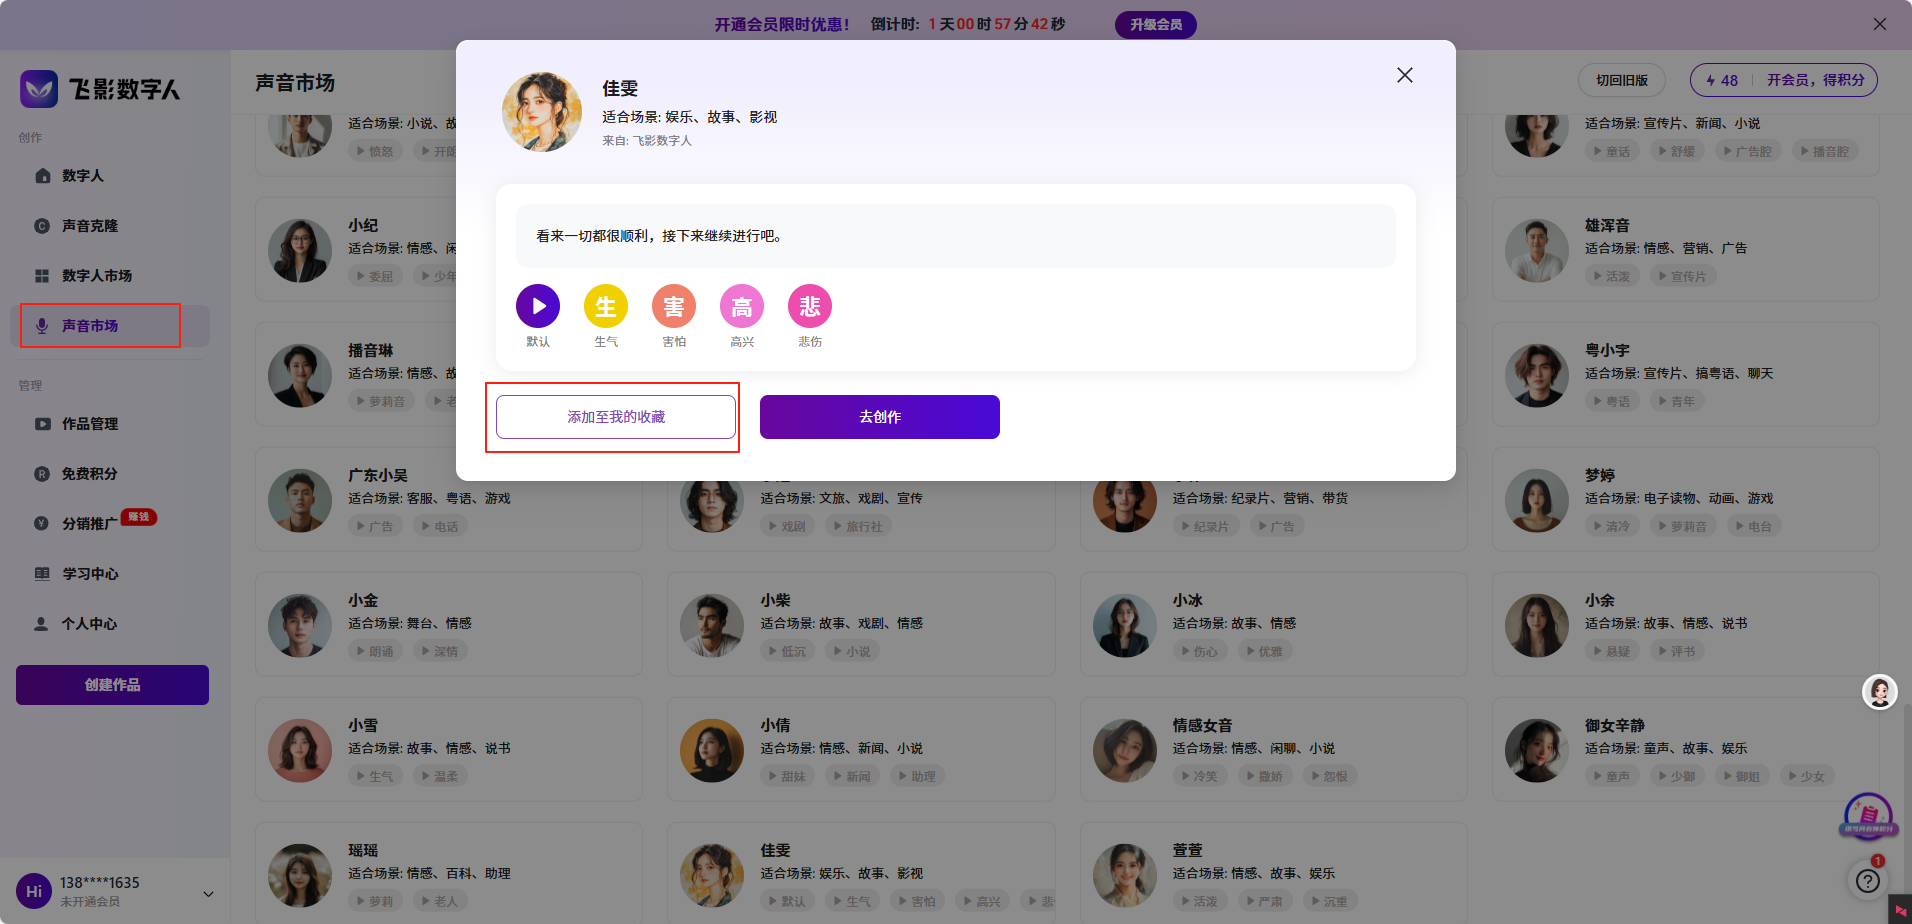 开通会员限时优惠！ 倒计时: 1 天 00 时 57 分 42 秒 升级会员
飞影数字人
创作
数字人
声音克隆
数字人市场
声音市场
管理
作品管理
免费积分
分销推广 赚钱
学习中心
个人中心
创建作品
Hi 138****1635
未开通会员
声音市场
切回旧版
48 开会员，得积分
佳雯
适合场景: 娱乐、故事、影视
来自: 飞影数字人
看来一切都很顺利，接下来继续进行吧。
生 害 高 悲
默认 生气 害怕 高兴 悲伤
添加至我的收藏 去创作
适合场景: 小说、故
愤怒 开朗
适合场景: 宣传片、新闻、小说
童话 舒缓 广告腔 播音腔
小纪
适合场景: 情感、闲
委屈 少年
雄浑音
适合场景: 情感、营销、广告
活泼 宣传片
播音琳
适合场景: 情感、故
萝莉音 老
粤小宇
适合场景: 宣传片、搞粤语、聊天
粤语 青年
广东小吴
适合场景: 客服、粤语、游戏
广告 电话
适合场景: 文旅、戏剧、宣传
戏剧 旅行社
适合场景: 纪录片、营销、带货
纪录片 广告
梦婷
适合场景: 电子读物、动画、游戏
清冷 萝莉音 电台
小金
适合场景: 舞台、情感
朗诵 深情
小柴
适合场景: 故事、戏剧、情感
低沉 小说
小冰
适合场景: 故事、情感
伤心 优雅
小余
适合场景: 故事、情感、说书
悬疑 评书
小雪
适合场景: 故事、情感、说书
生气 温柔
小倩
适合场景: 情感、新闻、小说
甜妹 新闻 助理
情感女音
适合场景: 情感、闲聊、小说
冷笑 撒娇 怨恨
御女辛静
适合场景: 童声、故事、娱乐
童声 少御 御姐 少女
瑶瑶
适合场景: 情感、百科、助理
萝莉 老人
佳雯
适合场景: 娱乐、故事、影视
默认 生气 害怕 高兴 悲
萱萱
适合场景: 情感、故事、娱乐
活泼 严肃 沉重
1